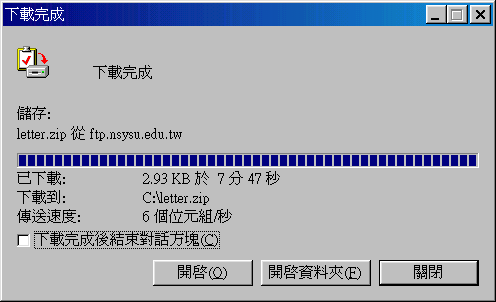 下載完成
下載完成
儲存:
letter.zip 從 ftp.nsysu.edu.tw
已下載: 2.93 KB 於 7 分 47 秒
下載到: C:\letter.zip
傳送速度: 6 個位元組/秒
下載完成後結束對話方塊(C)
開啓(O) 開啓資料夾(F) 關閉